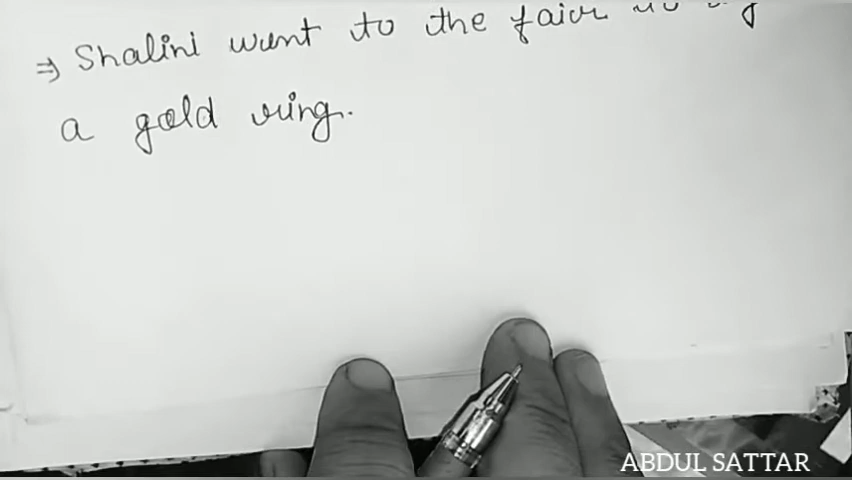 ⇒ Shalini went to the fair
a gold ring.
ABDUL SATTAR